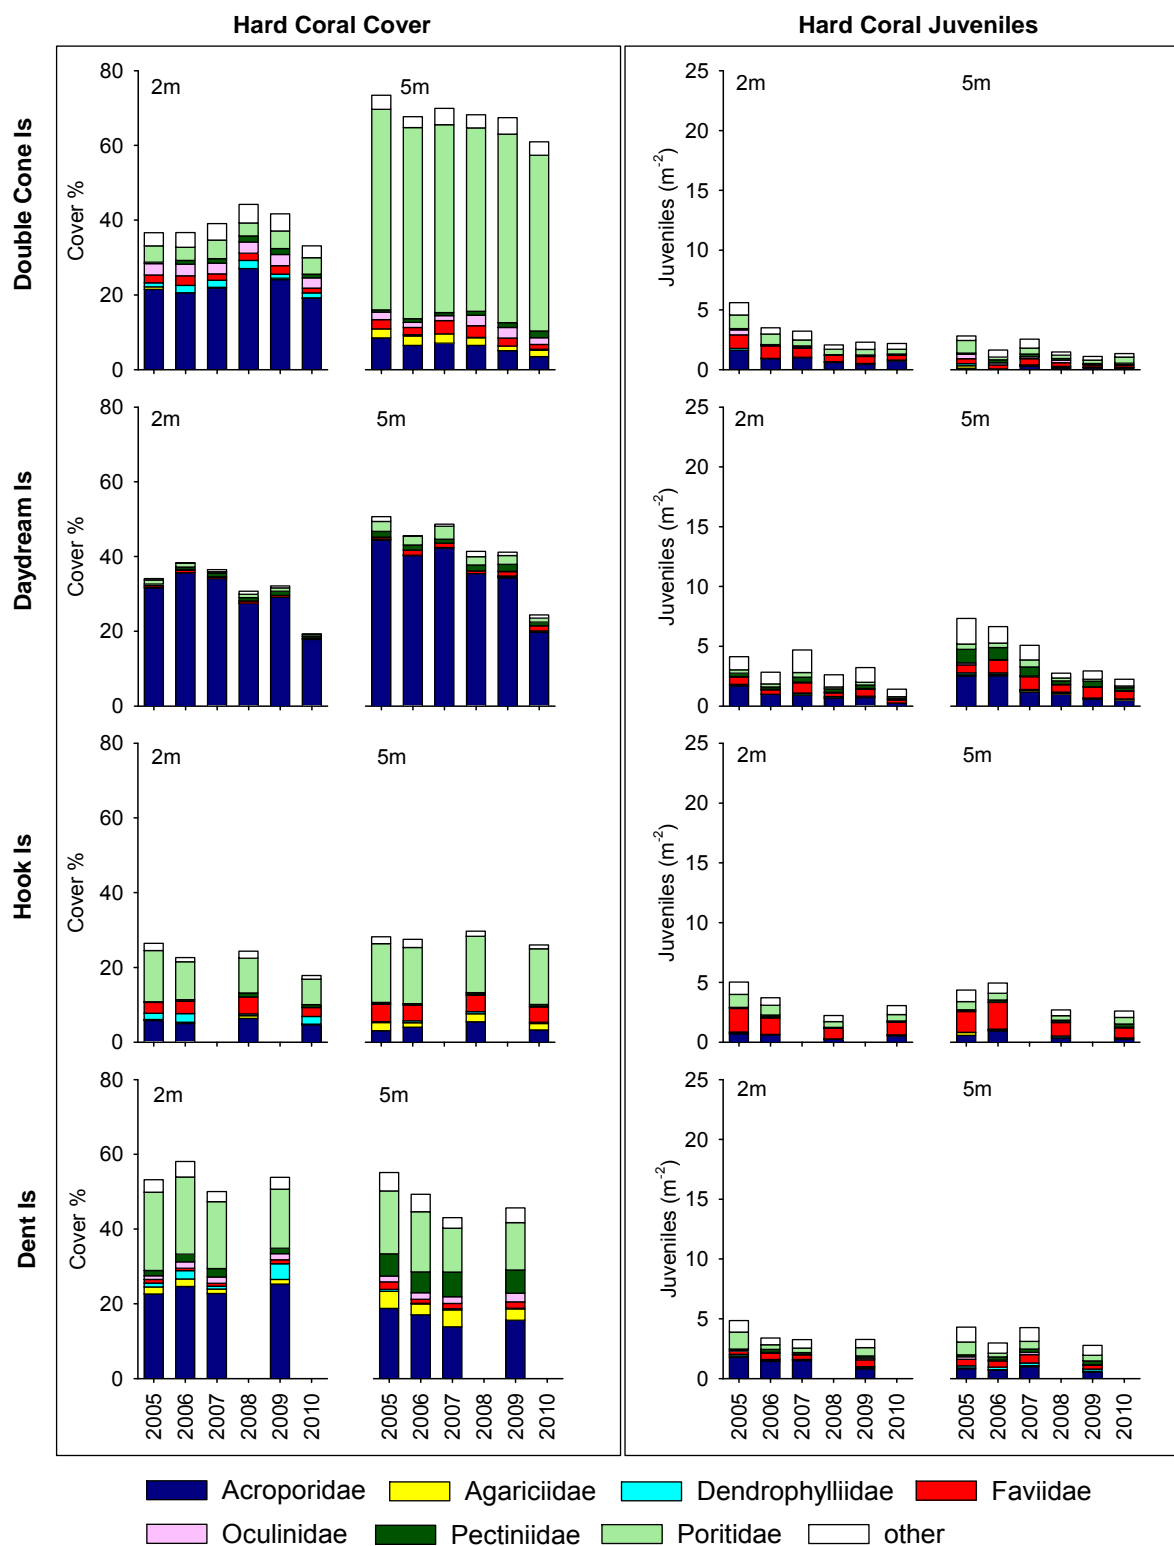 Hard Coral Cover
Hard Coral Juveniles
Double Cone Is
Cover %
80
60
40
20
0
2m
5m
Juveniles (m-2)
25
20
15
10
5
0
2m
5m
Daydream Is
Cover %
80
60
40
20
0
2m
5m
Juveniles (m-2)
25
20
15
10
5
0
2m
5m
Hook Is
Cover %
80
60
40
20
0
2m
5m
Juveniles (m-2)
25
20
15
10
5
0
2m
5m
Dent Is
Cover %
80
60
40
20
0
2m
5m
Juveniles (m-2)
25
20
15
10
5
0
2m
5m
2005 2006 2007 2008 2009 2010
2005 2006 2007 2008 2009 2010
2005 2006 2007 2008 2009 2010
2005 2006 2007 2008 2009 2010
Acroporidae Agariciidae Dendrophylliidae Faviidae
Oculinidae Pectiniidae Poritidae other